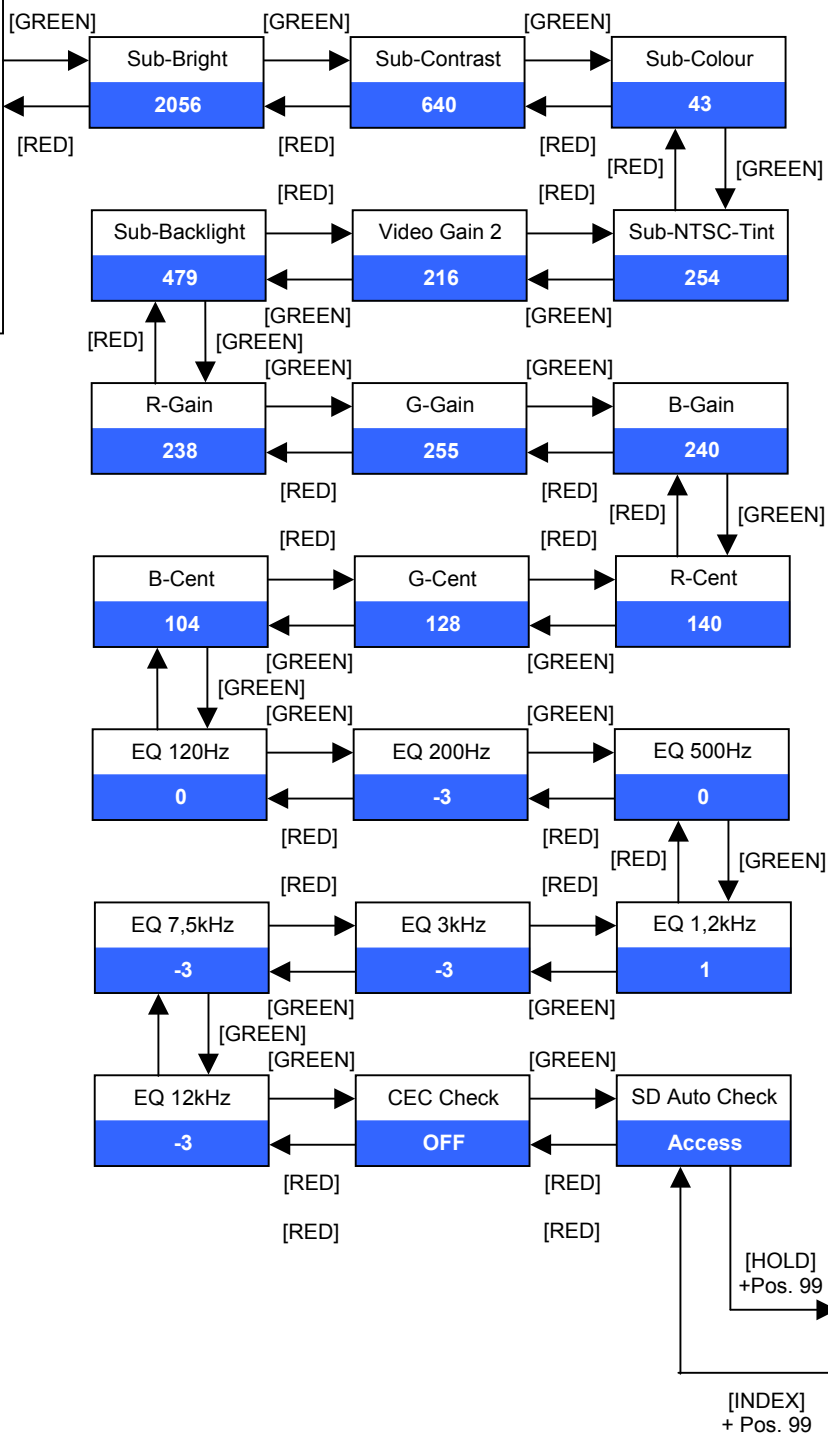 [GREEN] [GREEN] [GREEN]
Sub-Bright Sub-Contrast Sub-Colour
2056 640 43
[RED] [RED] [RED]
[RED] [GREEN]
[RED] [RED]
Sub-Backlight Video Gain 2 Sub-NTSC-Tint
479 216 254
[GREEN] [GREEN]
[RED] [GREEN]
[GREEN] [GREEN]
R-Gain G-Gain B-Gain
238 255 240
[RED] [RED]
[RED] [GREEN]
[RED] [RED]
B-Cent G-Cent R-Cent
104 128 140
[GREEN] [GREEN]
[GREEN]
[GREEN] [GREEN]
EQ 120Hz EQ 200Hz EQ 500Hz
0 -3 0
[RED] [RED]
[RED] [GREEN]
[RED] [RED]
EQ 7,5kHz EQ 3kHz EQ 1,2kHz
-3 -3 1
[GREEN] [GREEN]
[GREEN]
[GREEN] [GREEN]
EQ 12kHz CEC Check SD Auto Check
-3 OFF Access
[RED] [RED]
[RED] [RED]
[HOLD]
+Pos. 99
[INDEX]
+ Pos. 99